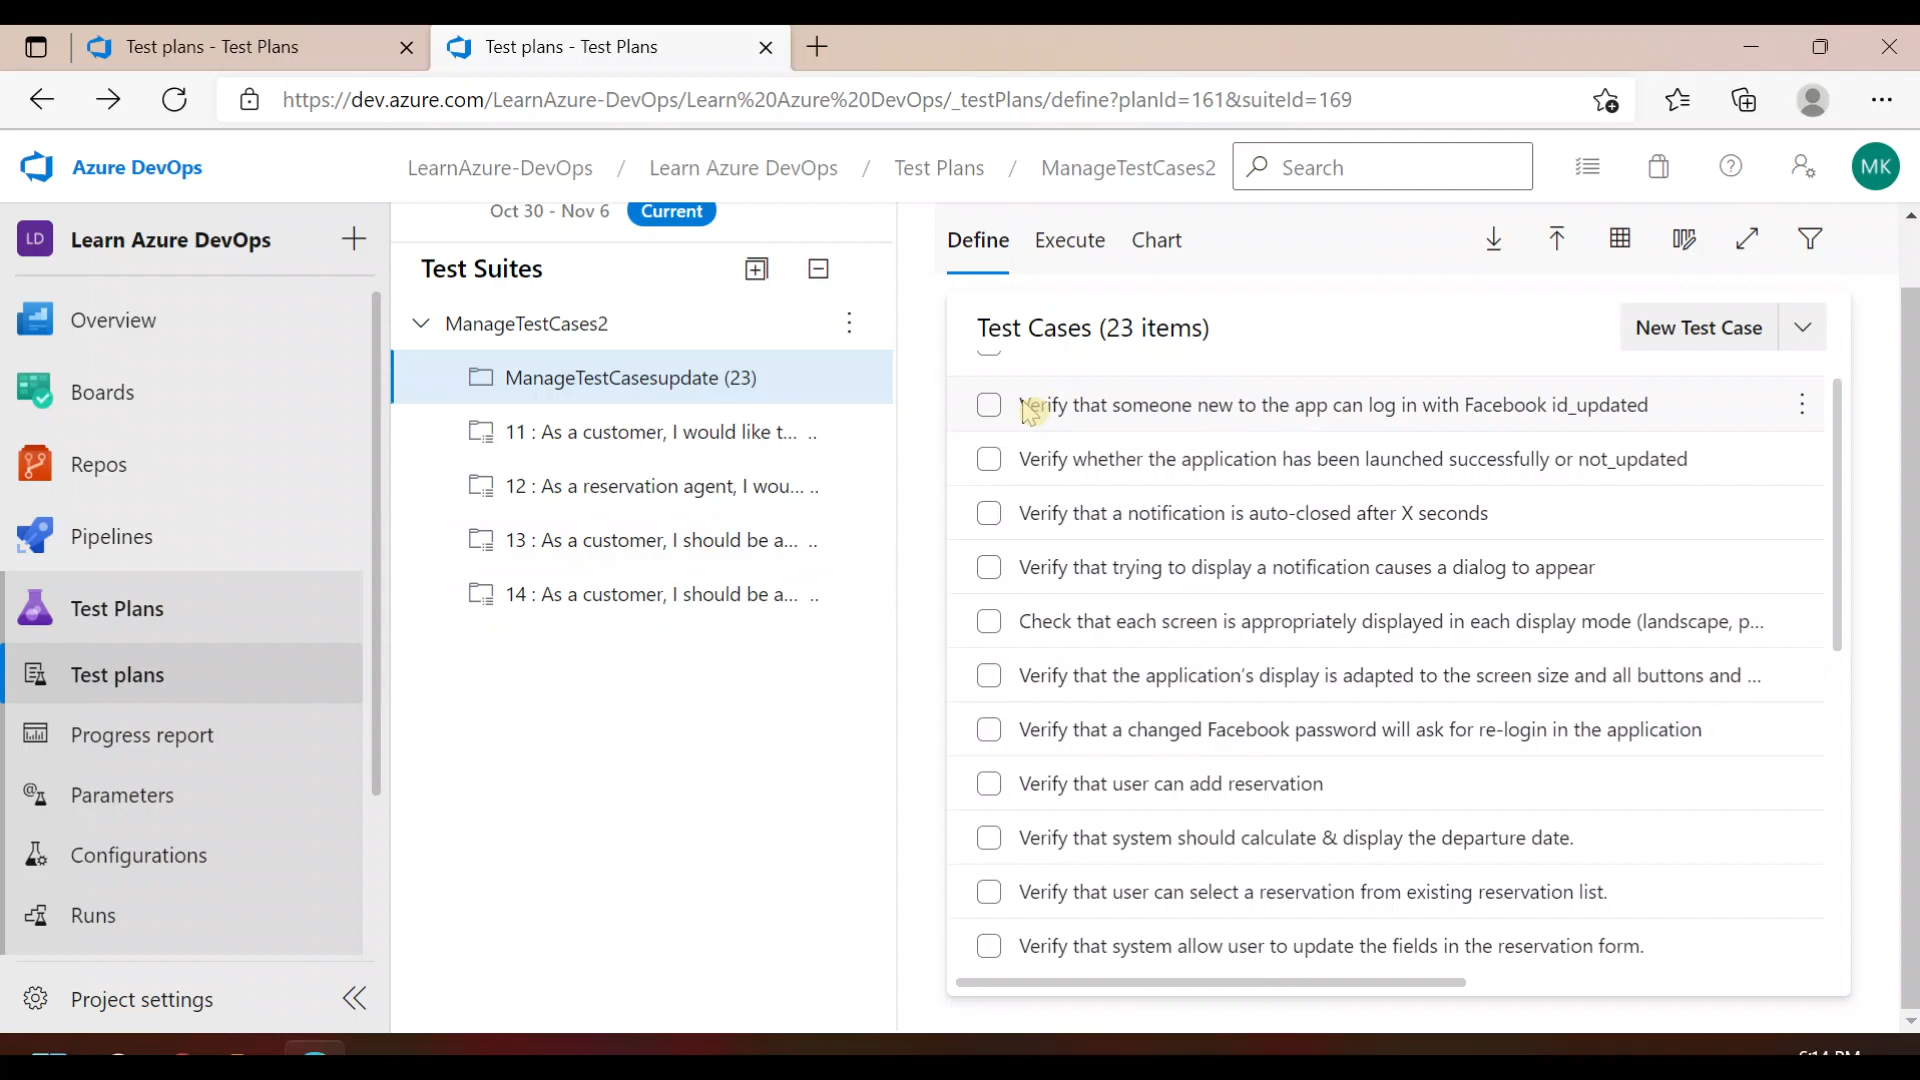 Test plans - Test Plans
Test plans - Test Plans
https://dev.azure.com/LearnAzure-DevOps/Learn%20Azure%20DevOps/_testPlans/define?planId=161&suiteId=169
Azure DevOps
LearnAzure-DevOps / Learn Azure DevOps / Test Plans / ManageTestCases2
Search
MK
LD Learn Azure DevOps
Overview
Boards
Repos
Pipelines
Test Plans
Test plans
Progress report
Parameters
Configurations
Runs
Project settings
Oct 30 - Nov 6 Current
Test Suites
ManageTestCases2
ManageTestCasesupdate (23)
11 : As a customer, I would like t... ..
12 : As a reservation agent, I wou... ..
13 : As a customer, I should be a... ..
14 : As a customer, I should be a... ..
Define Execute Chart
Test Cases (23 items)
New Test Case
Verify that someone new to the app can log in with Facebook id_updated
Verify whether the application has been launched successfully or not_updated
Verify that a notification is auto-closed after X seconds
Verify that trying to display a notification causes a dialog to appear
Check that each screen is appropriately displayed in each display mode (landscape, p...
Verify that the application's display is adapted to the screen size and all buttons and ...
Verify that a changed Facebook password will ask for re-login in the application
Verify that user can add reservation
Verify that system should calculate & display the departure date.
Verify that user can select a reservation from existing reservation list.
Verify that system allow user to update the fields in the reservation form.